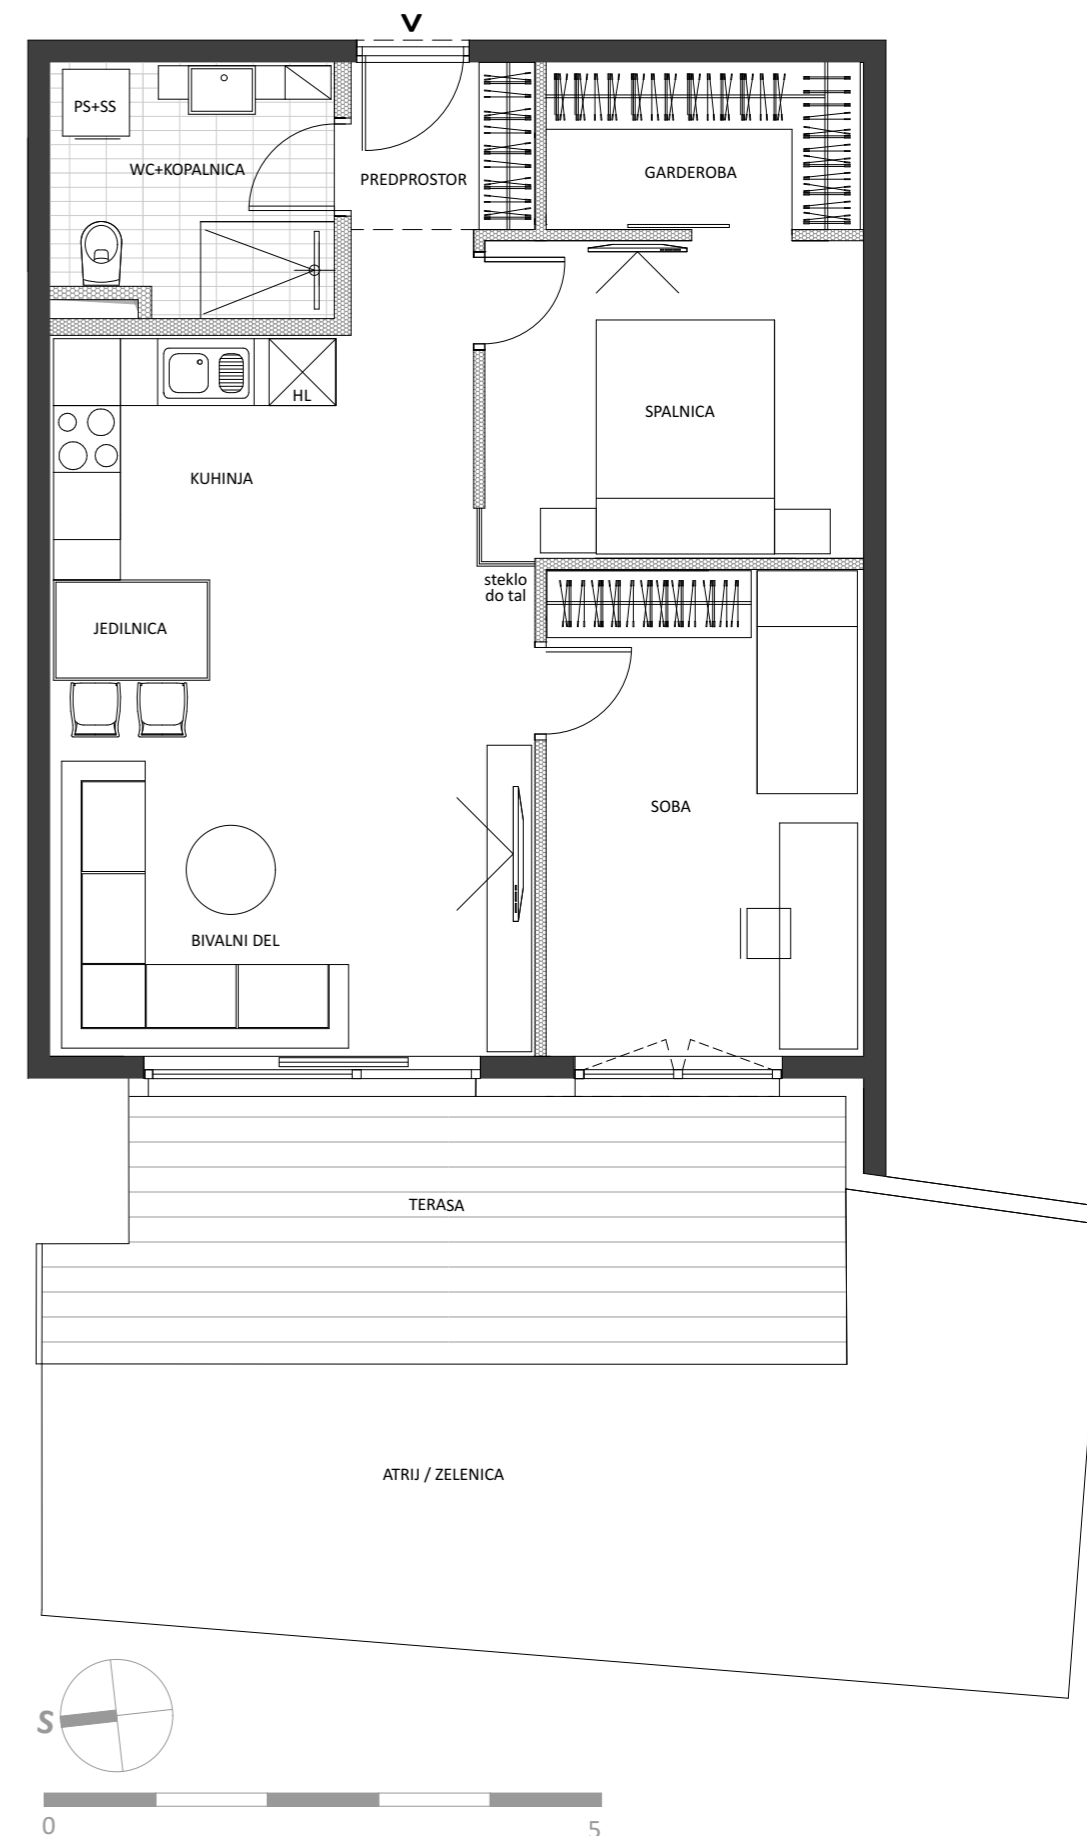 V
PS+SS
WC+KOPALNICA
PREDPROSTOR
GARDEROBA
HL
SPALNICA
KUHINJA
steklo
do tal
JEDILNICA
SOBA
BIVALNI DEL
TERASA
ATRIJ / ZELENICA
S
0
5